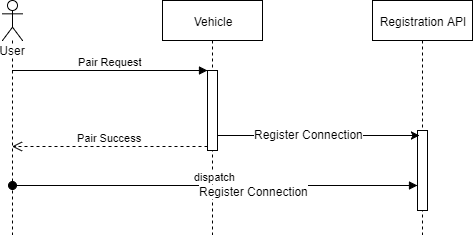 User
Vehicle
Registration API
Pair Request
Register Connection
Pair Success
dispatch
Register Connection